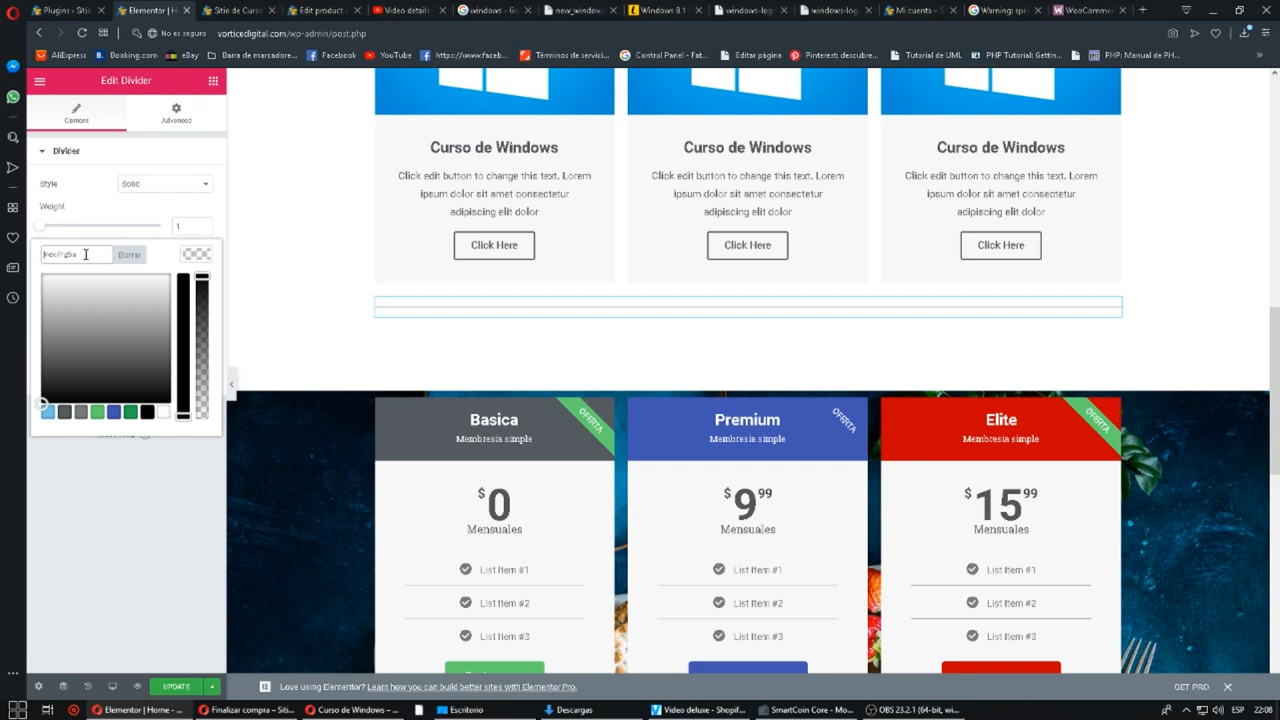 Plugins ‹ Sitio
Elementor | H
Sitio de Curso
Edit product
Video details
windows - Go
new_window
Windows 8.1
windows-log
windows-log
Mi cuenta – S
Warning: spr
WooCommer
No es seguro vorticedigital.com/wp-admin/post.php
AliExpress
Booking.com
eBay
Barra de marcadore...
Facebook
YouTube
https://www.faceb...
Términos de servici...
Control Panel - Fat...
Editar página
Pinterest: descubre...
Tutorial de UML
PHP Tutorial: Gettin...
PHP: Manual de PH...
Edit Divider
Content
Advanced
Divider
Style
Solid
Weight
1
Hex/rgba
Borrar
UPDATE
Curso de Windows
Click edit button to change this text. Lorem
ipsum dolor sit amet consectetur
adipiscing elit dolor
Click Here
Curso de Windows
Click edit button to change this text. Lorem
ipsum dolor sit amet consectetur
adipiscing elit dolor
Click Here
Curso de Windows
Click edit button to change this text. Lorem
ipsum dolor sit amet consectetur
adipiscing elit dolor
Click Here
Basica
Membresia simple
OFERTA
$0
Mensuales
List Item #1
List Item #2
List Item #3
Premium
Membresia simple
OFERTA
$9 99
Mensuales
List Item #1
List Item #2
List Item #3
Elite
Membresia simple
OFERTA
$15 99
Mensuales
List Item #1
List Item #2
List Item #3
Love using Elementor? Learn how you can build better sites with Elementor Pro.
GET PRO
Elementor | Home - ...
Finalizar compra – Siti...
Curso de Windows – ...
Escritorio
Descargas
Video deluxe - Shopif...
SmartCoin Core - Mo...
OBS 23.2.1 (64-bit, wi...
ESP
22:08